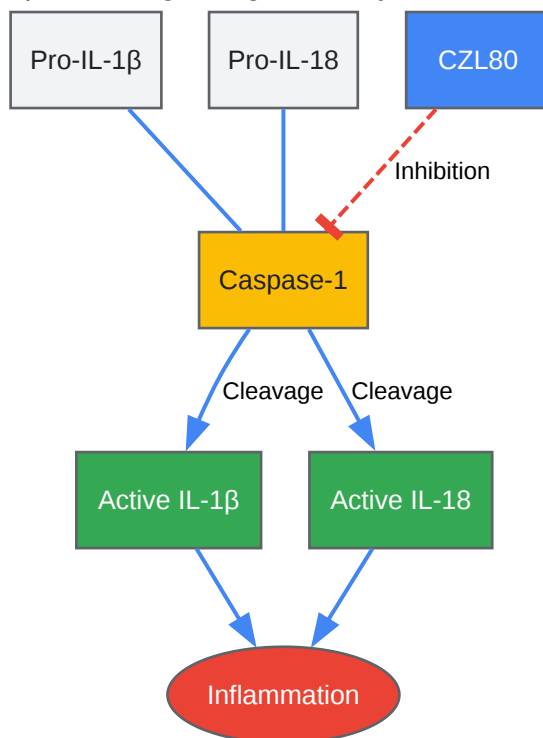 Pro-IL-1β
Pro-IL-18
CZL80
Inhibition
Caspase-1
Cleavage
Cleavage
Active IL-1β
Active IL-18
Inflammation